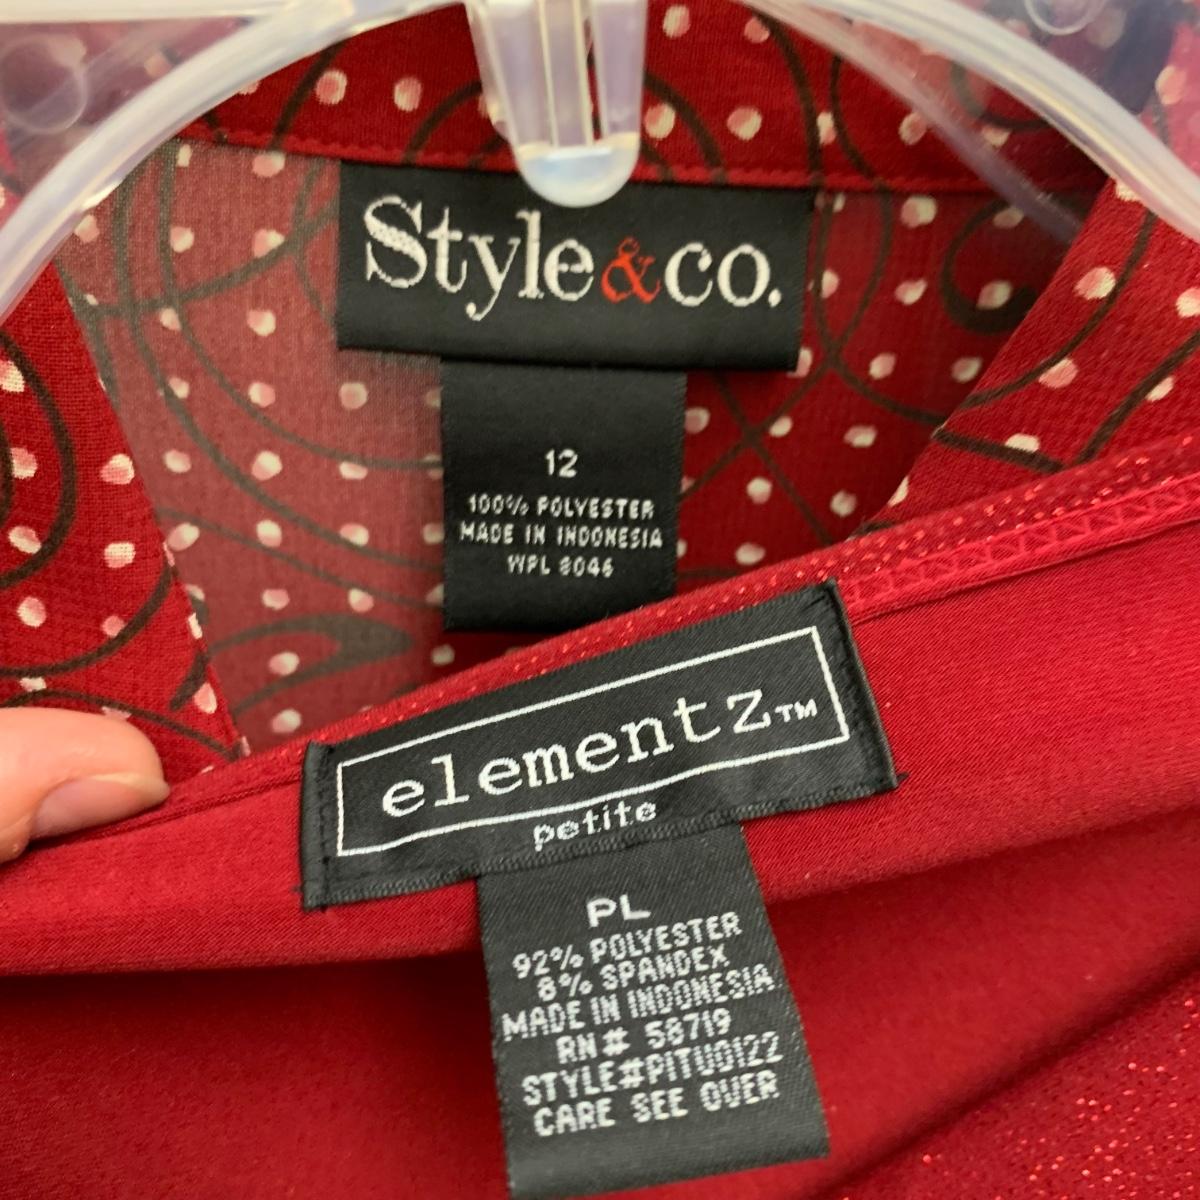 Style&co.
12
100% POLYESTER
MADE IN INDONESIA
WPL 8046
elementz™
petite
PL
92% POLYESTER
8% SPANDEX
MADE IN INDONESIA
RN# 58719
STYLE#PITU0122
CARE SEE OVER